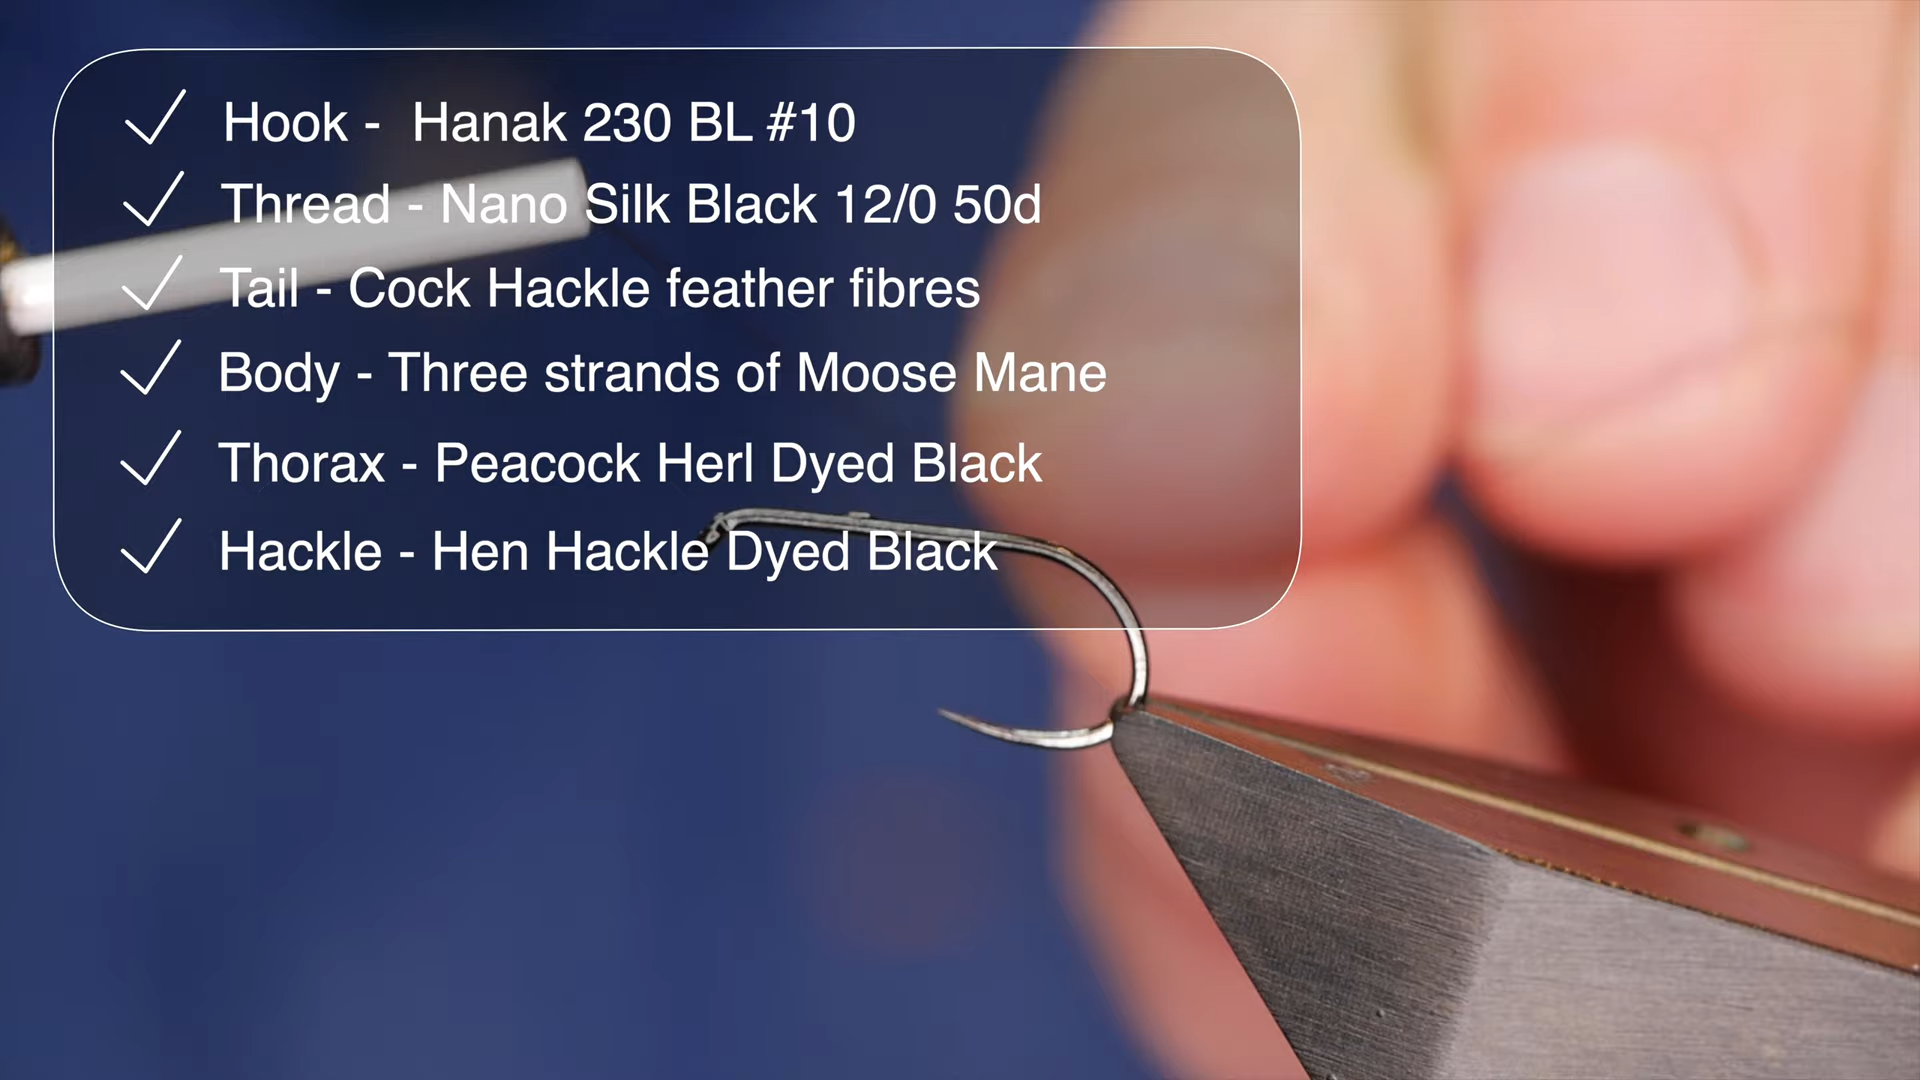 Hook - Hanak 230 BL #10
Thread - Nano Silk Black 12/0 50d
Tail - Cock Hackle feather fibres
Body - Three strands of Moose Mane
Thorax - Peacock Herl Dyed Black
Hackle - Hen Hackle Dyed Black